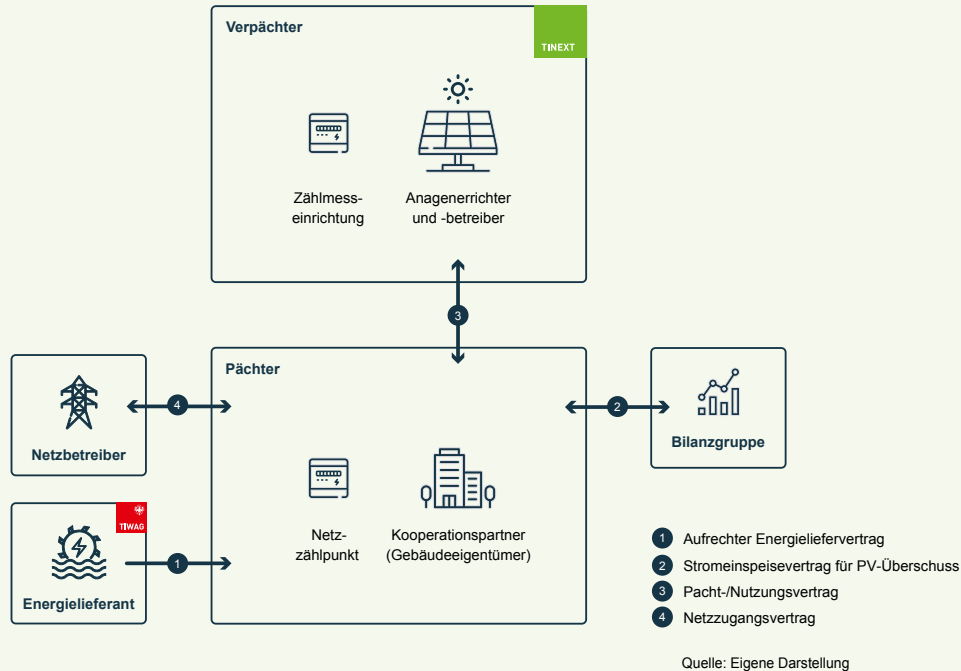 Verpächter
TINEXT
Zählmess-
einrichtung
Anagenerrichter
und -betreiber
3
Pächter
Netzbetreiber
4
2
Bilanzgruppe
TIWAG
Energielieferant
1
Netz-
zählpunkt
Kooperationspartner
(Gebäudeeigentümer)
1 Aufrechter Energieliefervertrag
2 Stromeinspeisevertrag für PV-Überschuss
3 Pacht-/Nutzungsvertrag
4 Netzzugangsvertrag
Quelle: Eigene Darstellung